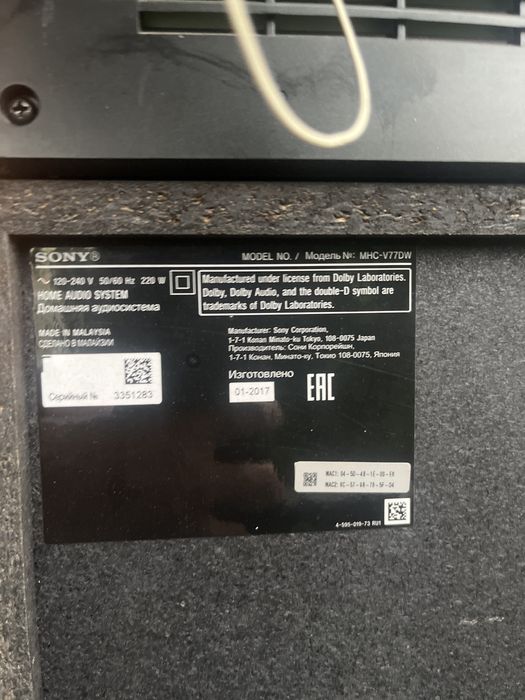 SONY®
MODEL NO. / Модель №: MHC-V77DW
~ 120-240 V 50/60 Hz 220 W
HOME AUDIO SYSTEM
Домашняя аудиосистема
Manufactured under license from Dolby Laboratories.
Dolby, Dolby Audio, and the double-D symbol are
trademarks of Dolby Laboratories.
MADE IN MALAYSIA
СДЕЛАНО В МАЛАЙЗИИ
Manufacturer: Sony Corporation,
1-7-1 Konan Minato-ku Tokyo, 108-0075 Japan
Производитель: Сони Корпорейшн,
1-7-1 Конан, Минато-ку, Токио 108-0075, Япония
Серийный № 3351283
Изготовлено
01-2017
EAC
MAC1:
MAC2:
4-595-019-73 RU1